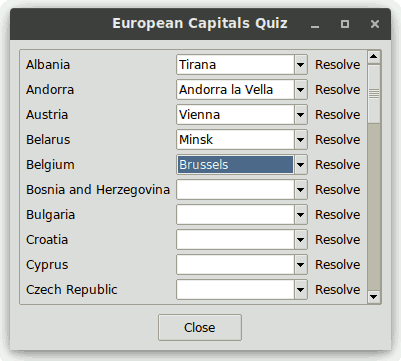 European Capitals Quiz
Albania Tirana Resolve
Andorra Andorra la Vella Resolve
Austria Vienna Resolve
Belarus Minsk Resolve
Belgium Brussels Resolve
Bosnia and Herzegovina Resolve
Bulgaria Resolve
Croatia Resolve
Cyprus Resolve
Czech Republic Resolve
Close